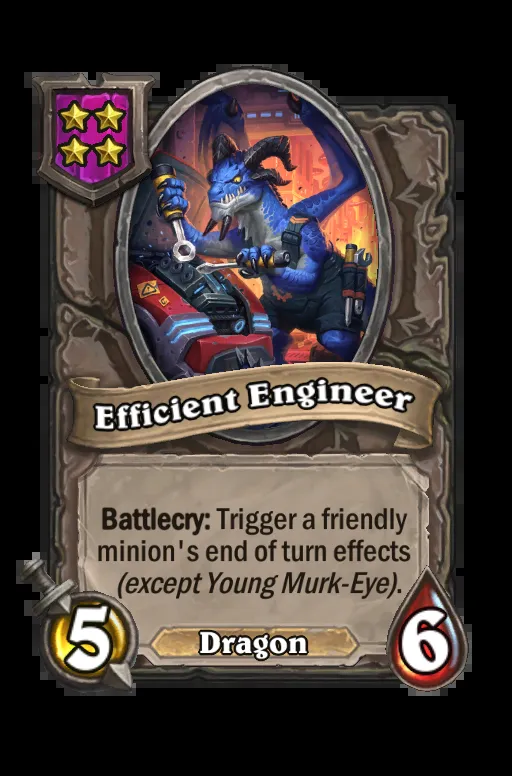 Efficient Engineer
Battlecry: Trigger a friendly
minion's end of turn effects
(except Young Murk-Eye).
5
Dragon
6